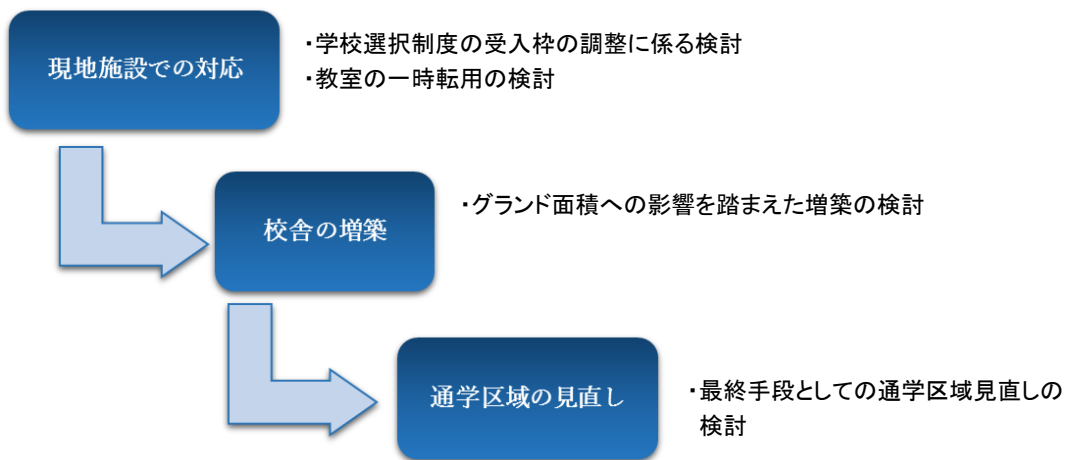 現地施設での対応
・学校選択制度の受入枠の調整に係る検討
・教室の一時転用の検討
校舎の増築
・グランド面積への影響を踏まえた増築の検討
通学区域の見直し
・最終手段としての通学区域見直しの
検討